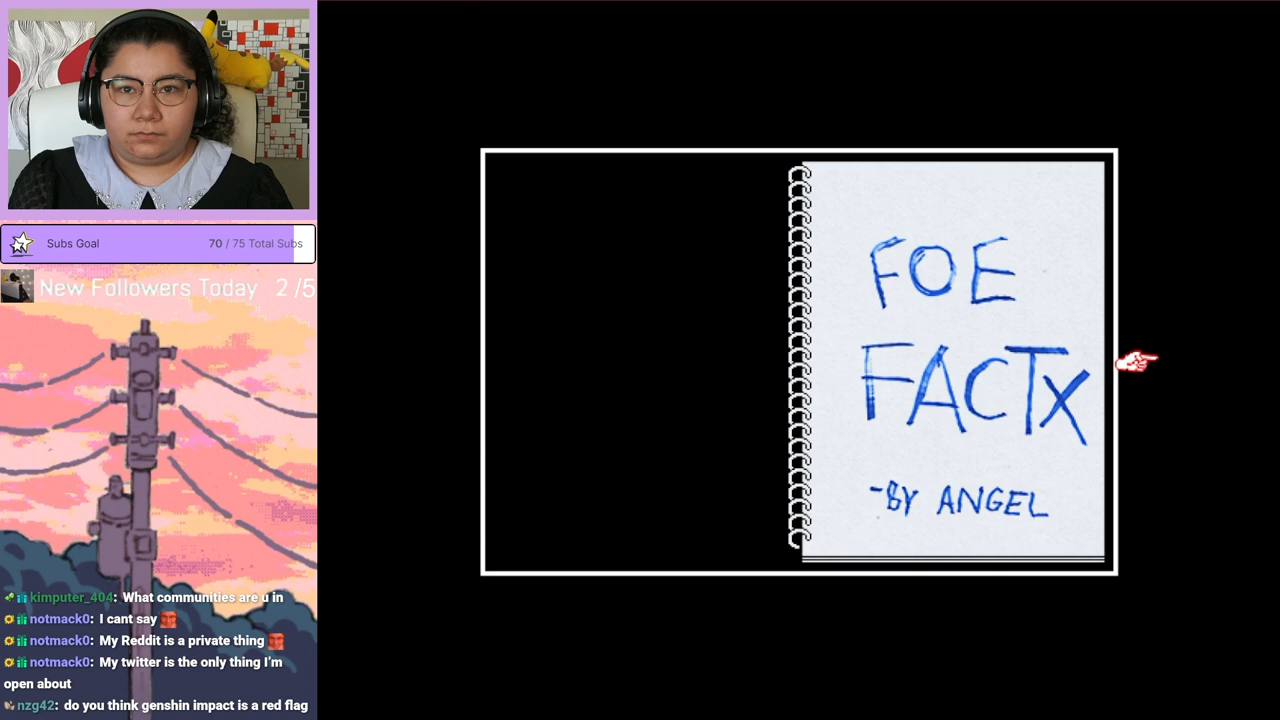 Subs Goal 70 / 75 Total Subs
New Followers Today 2 /5
kimputer_404: What communities are u in
notmack0: I cant say
notmack0: My Reddit is a private thing
notmack0: My twitter is the only thing I'm
open about
nzg42: do you think genshin impact is a red flag
FOE
FACTX
-BY ANGEL